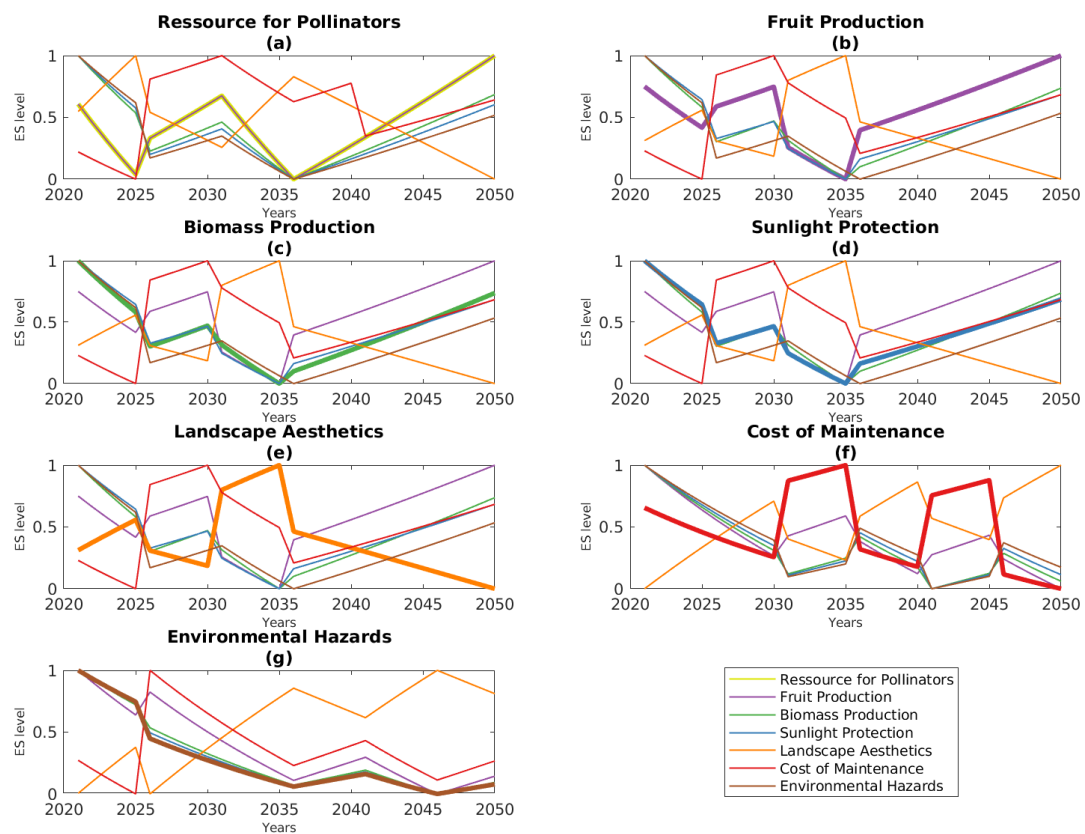 Ressource for Pollinators
(a)
1
0.5
0
ES level
2020 2025 2030 2035 2040 2045 2050
Years
Fruit Production
(b)
1
0.5
0
ES level
2020 2025 2030 2035 2040 2045 2050
Years
Biomass Production
(c)
1
0.5
0
ES level
2020 2025 2030 2035 2040 2045 2050
Years
Sunlight Protection
(d)
1
0.5
0
ES level
2020 2025 2030 2035 2040 2045 2050
Years
Landscape Aesthetics
(e)
1
0.5
0
ES level
2020 2025 2030 2035 2040 2045 2050
Years
Cost of Maintenance
(f)
1
0.5
0
ES level
2020 2025 2030 2035 2040 2045 2050
Years
Environmental Hazards
(g)
1
0.5
0
ES level
2020 2025 2030 2035 2040 2045 2050
Years
Ressource for Pollinators
Fruit Production
Biomass Production
Sunlight Protection
Landscape Aesthetics
Cost of Maintenance
Environmental Hazards